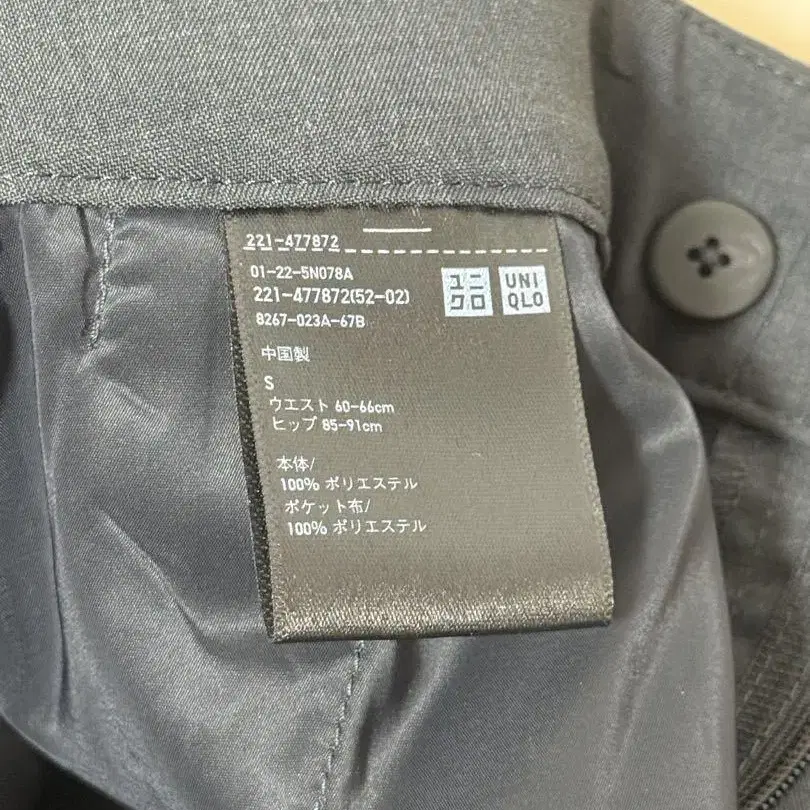 221-477872
01-22-5N078A
221-477872(52-02)
8267-023A-67B
ユニ
クロ
UNI
QLO
中国製
S
ウエスト 60-66cm
ヒップ 85-91cm
本体/
100% ポリエステル
ポケット布/
100% ポリエステル